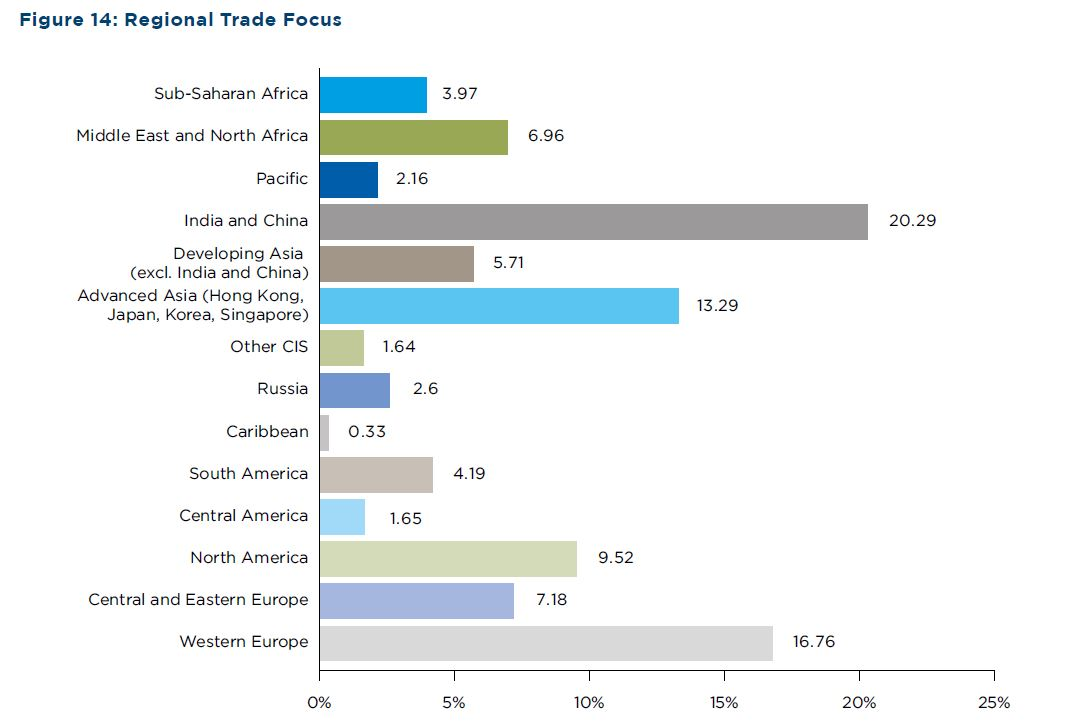 Figure 14: Regional Trade Focus
Sub-Saharan Africa 3.97
Middle East and North Africa 6.96
Pacific 2.16
India and China 20.29
Developing Asia
(excl. India and China) 5.71
Advanced Asia (Hong Kong,
Japan, Korea, Singapore) 13.29
Other CIS 1.64
Russia 2.6
Caribbean 0.33
South America 4.19
Central America 1.65
North America 9.52
Central and Eastern Europe 7.18
Western Europe 16.76
0% 5% 10% 15% 20% 25%